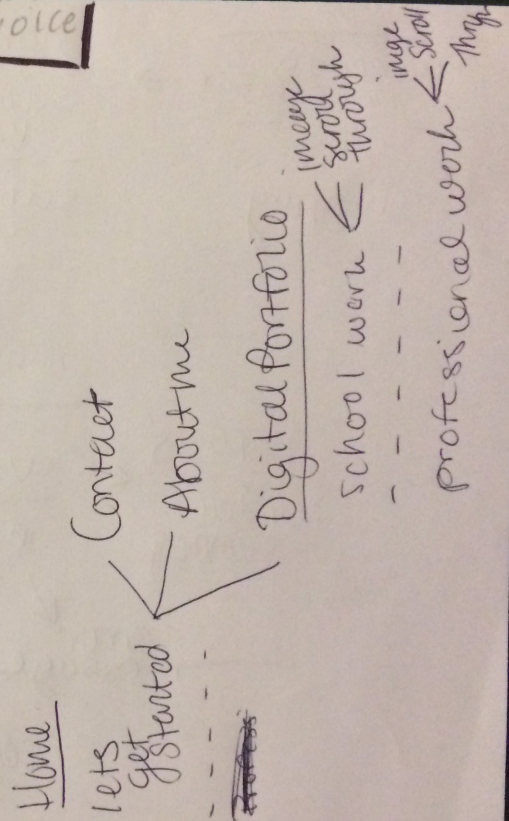 oice
Home
lets
get
started
Contact
About me
Digital Portfolio
school work
image
scroll
through
professional work
image
scroll